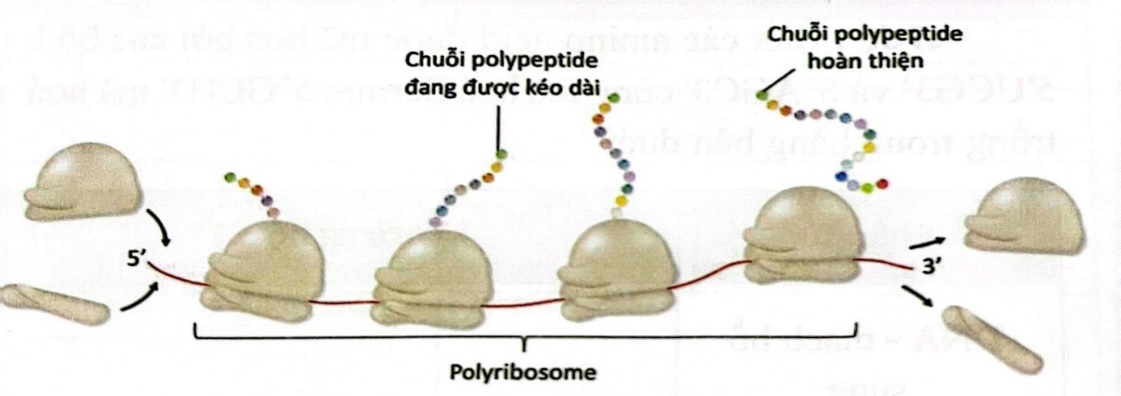 Chuỗi polypeptide
hoàn thiện
Chuỗi polypeptide
đang được kéo dài
5'
3'
Polyribosome